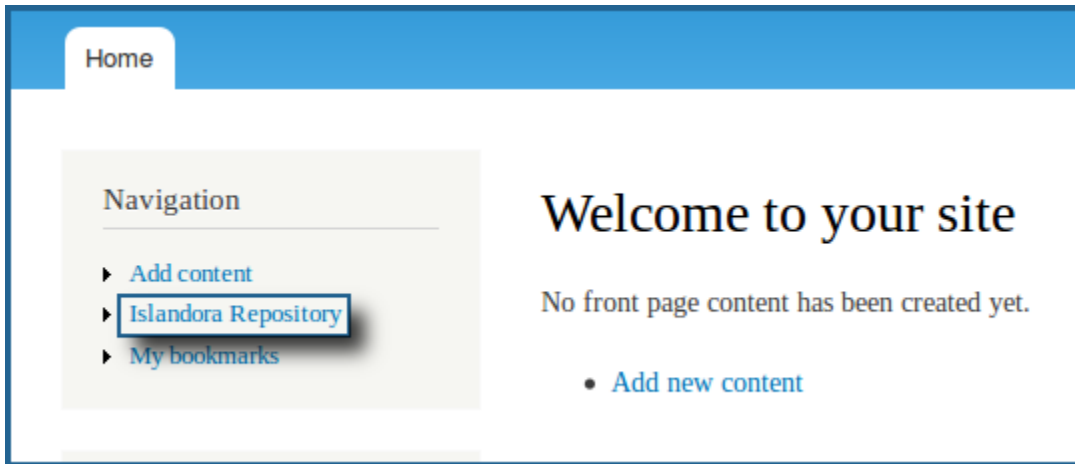 Home
Navigation
Add content
Islandora Repository
My bookmarks
Welcome to your site
No front page content has been created yet.
Add new content